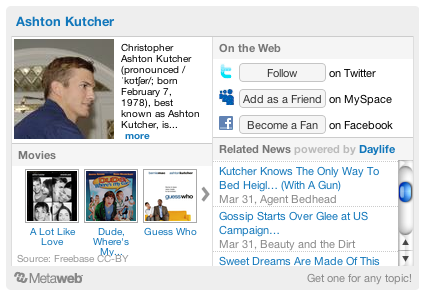 Ashton Kutcher
Christopher
Ashton Kutcher
(pronounced /
ˈkʊtʃər/; born
February 7,
1978), best
known as Ashton
Kutcher, is...
more
On the Web
Follow on Twitter
Add as a Friend on MySpace
Become a Fan on Facebook
Movies
A Lot Like
Love
Dude,
Where's
My...
guess who
Guess Who
Source: Freebase CC-BY
Related News powered by Daylife
Kutcher Knows The Only Way To
Bed Heigl... (With A Gun)
Mar 31, Agent Bedhead
Gossip Starts Over Glee at US
Campaign...
Mar 31, Beauty and the Dirt
Sweet Dreams Are Made Of This
Metaweb
Get one for any topic!